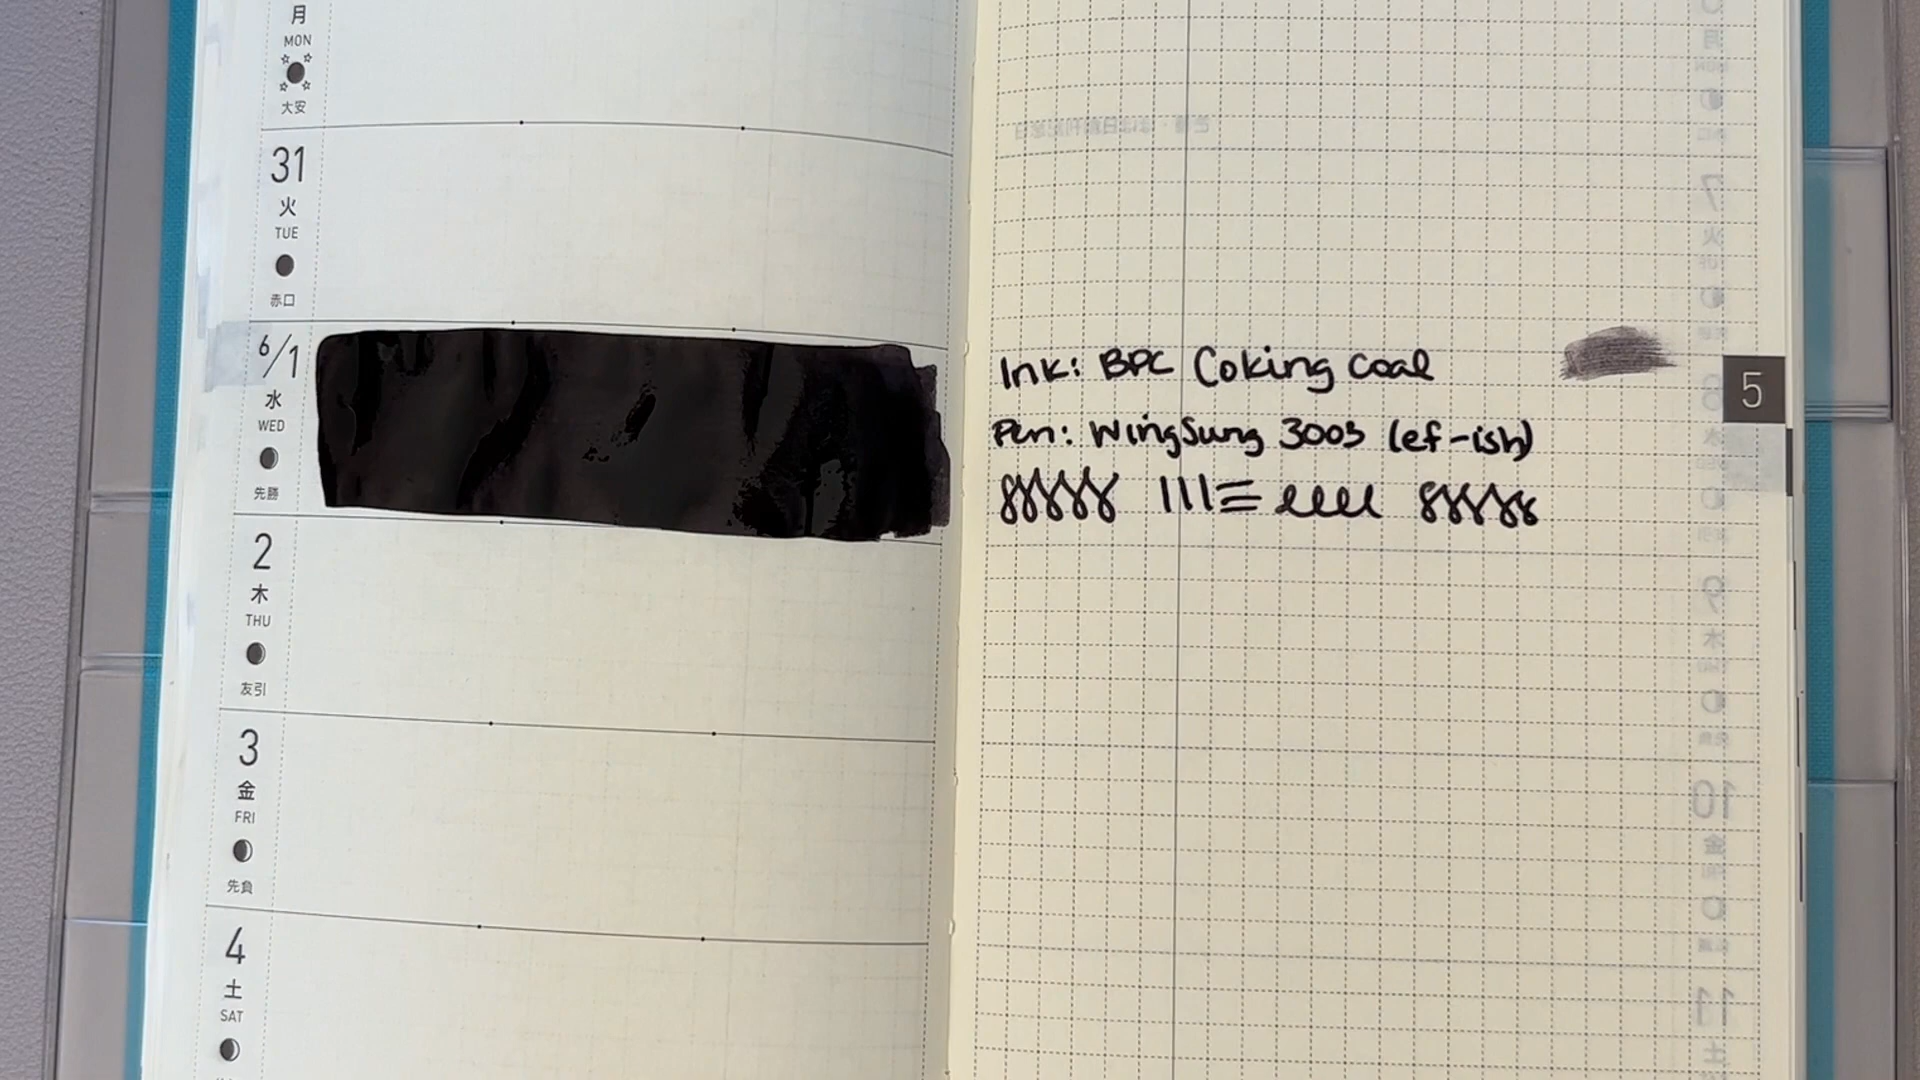 月
MON
大安
31
火
TUE
赤口
6/1
水
WED
先勝
2
木
THU
友引
3
金
FRI
先負
4
土
SAT
Ink: BPC Coking Coal
Pen: WingSung 3003 (ef-ish)
5